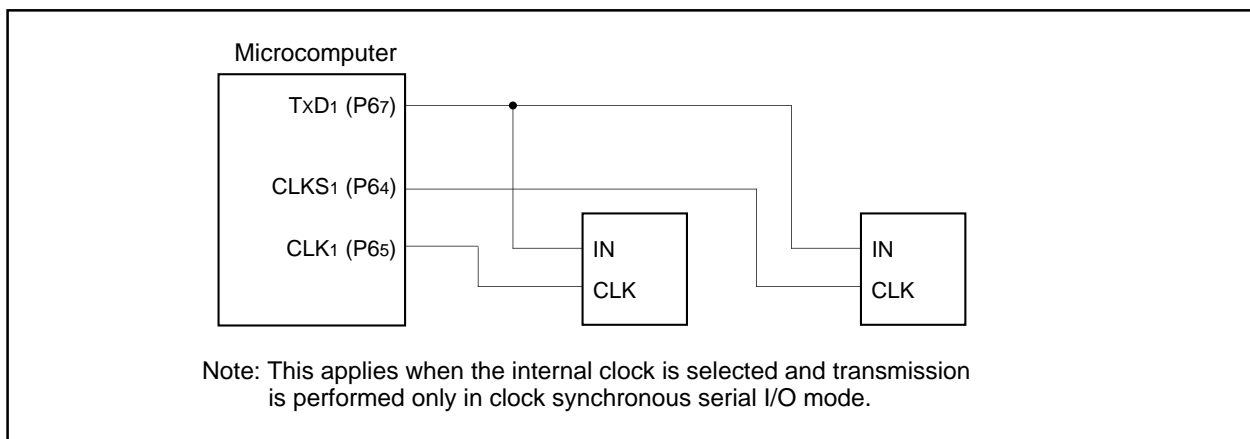 Microcomputer
TXD1 (P67)
CLKS1 (P64)
CLK1 (P65)
IN
CLK
IN
CLK
Note: This applies when the internal clock is selected and transmission
is performed only in clock synchronous serial I/O mode.